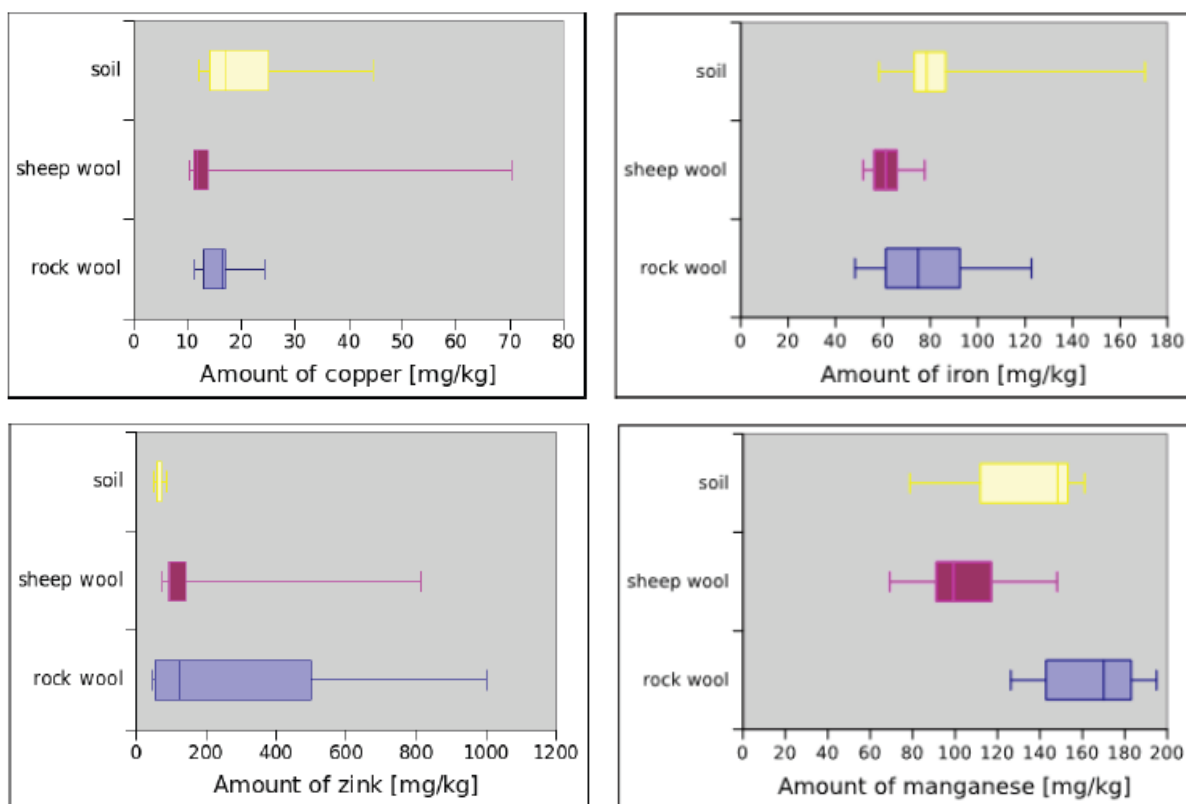 soil
sheep wool
rock wool
0 10 20 30 40 50 60 70 80
Amount of copper [mg/kg]
soil
sheep wool
rock wool
0 20 40 60 80 100 120 140 160 180
Amount of iron [mg/kg]
soil
sheep wool
rock wool
0 200 400 600 800 1000 1200
Amount of zink [mg/kg]
soil
sheep wool
rock wool
0 20 40 60 80 100 120 140 160 180 200
Amount of manganese [mg/kg]